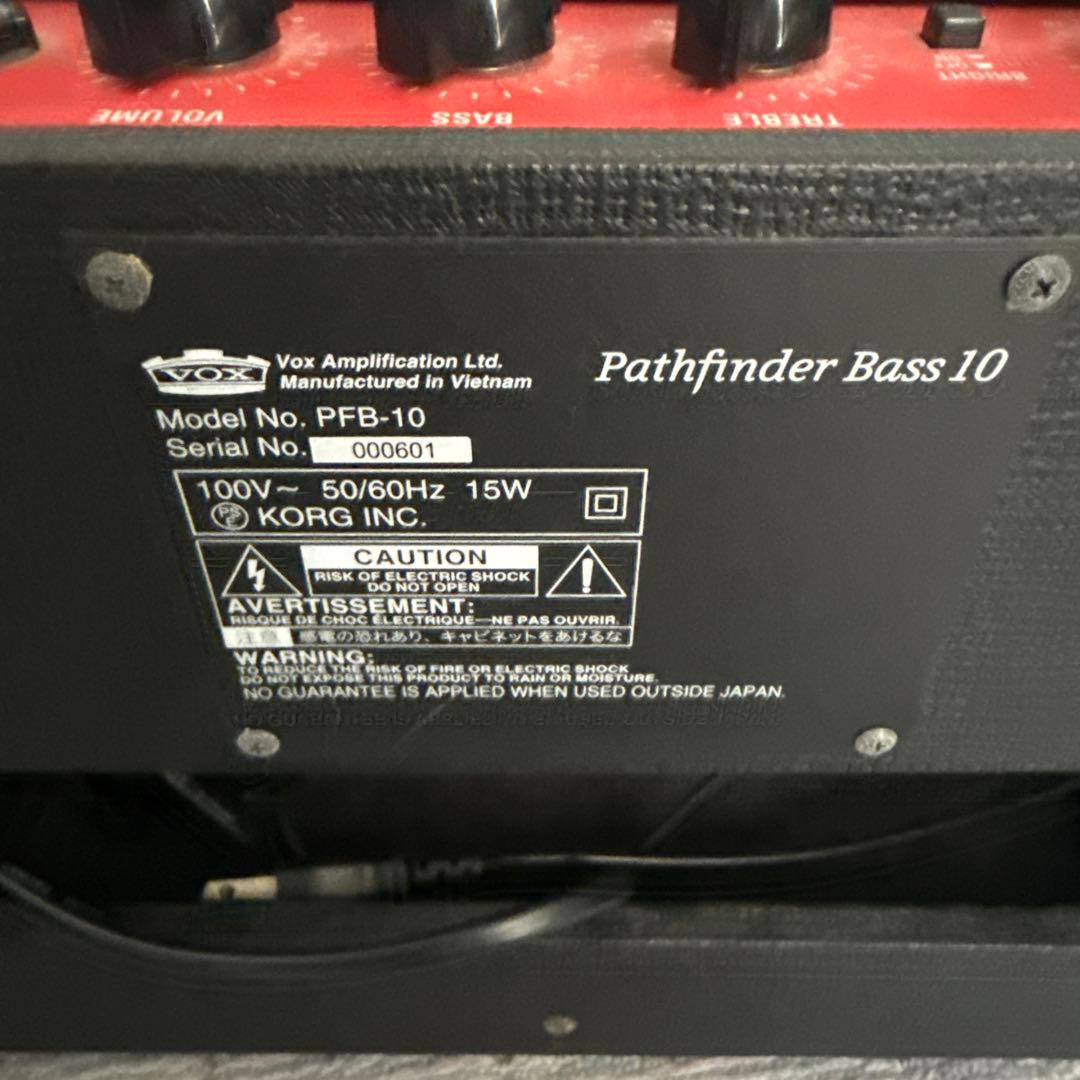 VOLUME
BASS
TREBLE
BRIGHT
OFF
ON
VOX
Vox Amplification Ltd.
Manufactured in Vietnam
Pathfinder Bass 10
Model No. PFB-10
Serial No. 000601
100V~ 50/60Hz 15W
PSE KORG INC.
CAUTION
RISK OF ELECTRIC SHOCK
DO NOT OPEN
AVERTISSEMENT:
RISQUE DE CHOC ÉLECTRIQUE—NE PAS OUVRIR.
注意 感電の恐れあり、キャビネットをあけるな
WARNING:
TO REDUCE THE RISK OF FIRE OR ELECTRIC SHOCK
DO NOT EXPOSE THIS PRODUCT TO RAIN OR MOISTURE.
NO GUARANTEE IS APPLIED WHEN USED OUTSIDE JAPAN.